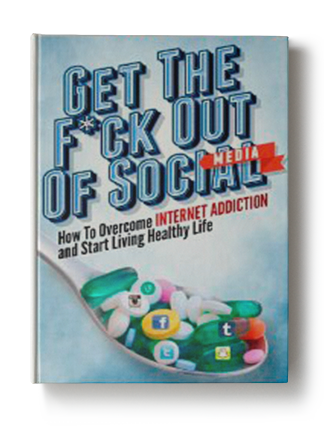 GET THE
F*CK OUT
OF SOCIAL
MEDIA
How To Overcome INTERNET ADDICTION
and Start Living Healthy Life
f
t